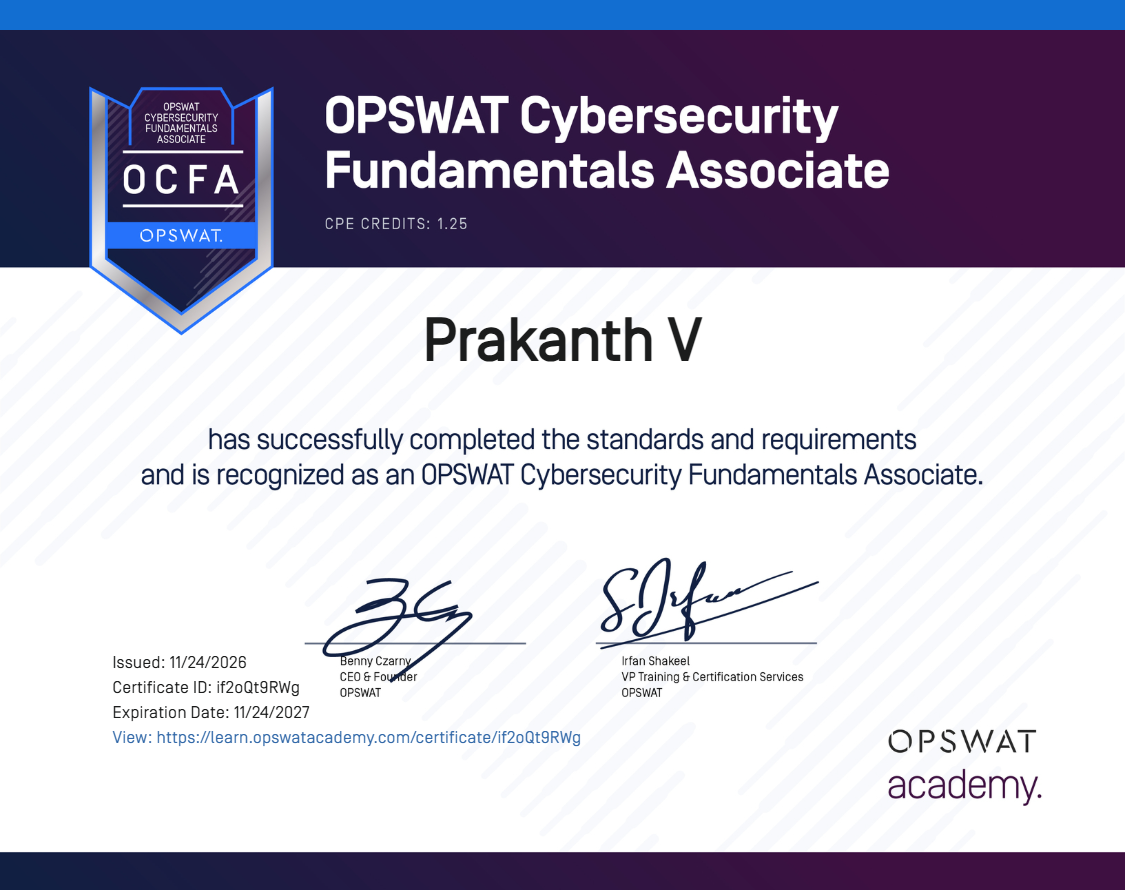 OPSWAT
CYBERSECURITY
FUNDAMENTALS
ASSOCIATE
OCFA
OPSWAT.
OPSWAT Cybersecurity
Fundamentals Associate
CPE CREDITS: 1.25
Prakanth V
has successfully completed the standards and requirements
and is recognized as an OPSWAT Cybersecurity Fundamentals Associate.
Benny Czarny
CEO & Founder
OPSWAT
Irfan Shakeel
VP Training & Certification Services
OPSWAT
Issued: 11/24/2026
Certificate ID: if2oQt9RWg
Expiration Date: 11/24/2027
View: https://learn.opswatacademy.com/certificate/if2oQt9RWg
OPSWAT
academy.